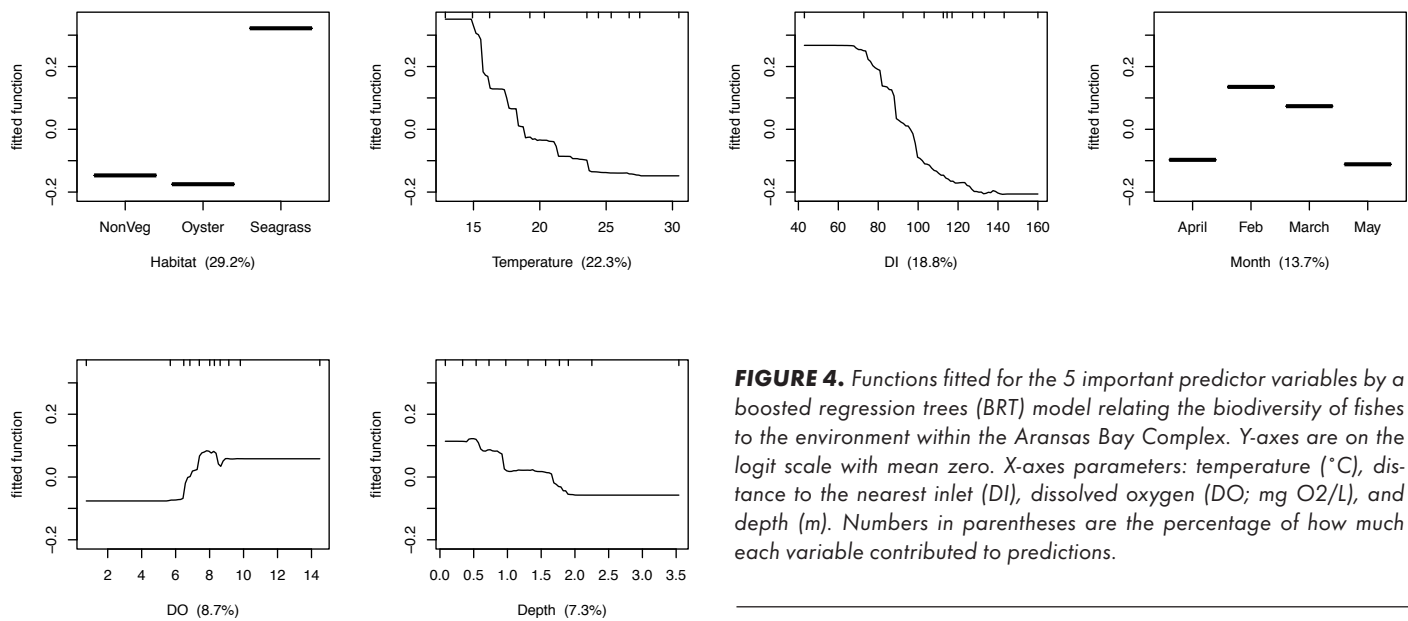 fitted function
0.2
0.0
−0.2
NonVeg Oyster Seagrass
Habitat (29.2%)
fitted function
0.2
0.0
−0.2
15 20 25 30
Temperature (22.3%)
fitted function
0.2
0.0
−0.2
40 60 80 100 120 140 160
DI (18.8%)
fitted function
0.2
0.0
−0.2
April Feb March May
Month (13.7%)
fitted function
0.2
0.0
−0.2
2 4 6 8 10 12 14
DO (8.7%)
fitted function
0.2
0.0
−0.2
0.0 0.5 1.0 1.5 2.0 2.5 3.0 3.5
Depth (7.3%)
FIGURE 4. Functions fitted for the 5 important predictor variables by a
boosted regression trees (BRT) model relating the biodiversity of fishes
to the environment within the Aransas Bay Complex. Y-axes are on the
logit scale with mean zero. X-axes parameters: temperature (˚C), dis-
tance to the nearest inlet (DI), dissolved oxygen (DO; mg O2/L), and
depth (m). Numbers in parentheses are the percentage of how much
each variable contributed to predictions.